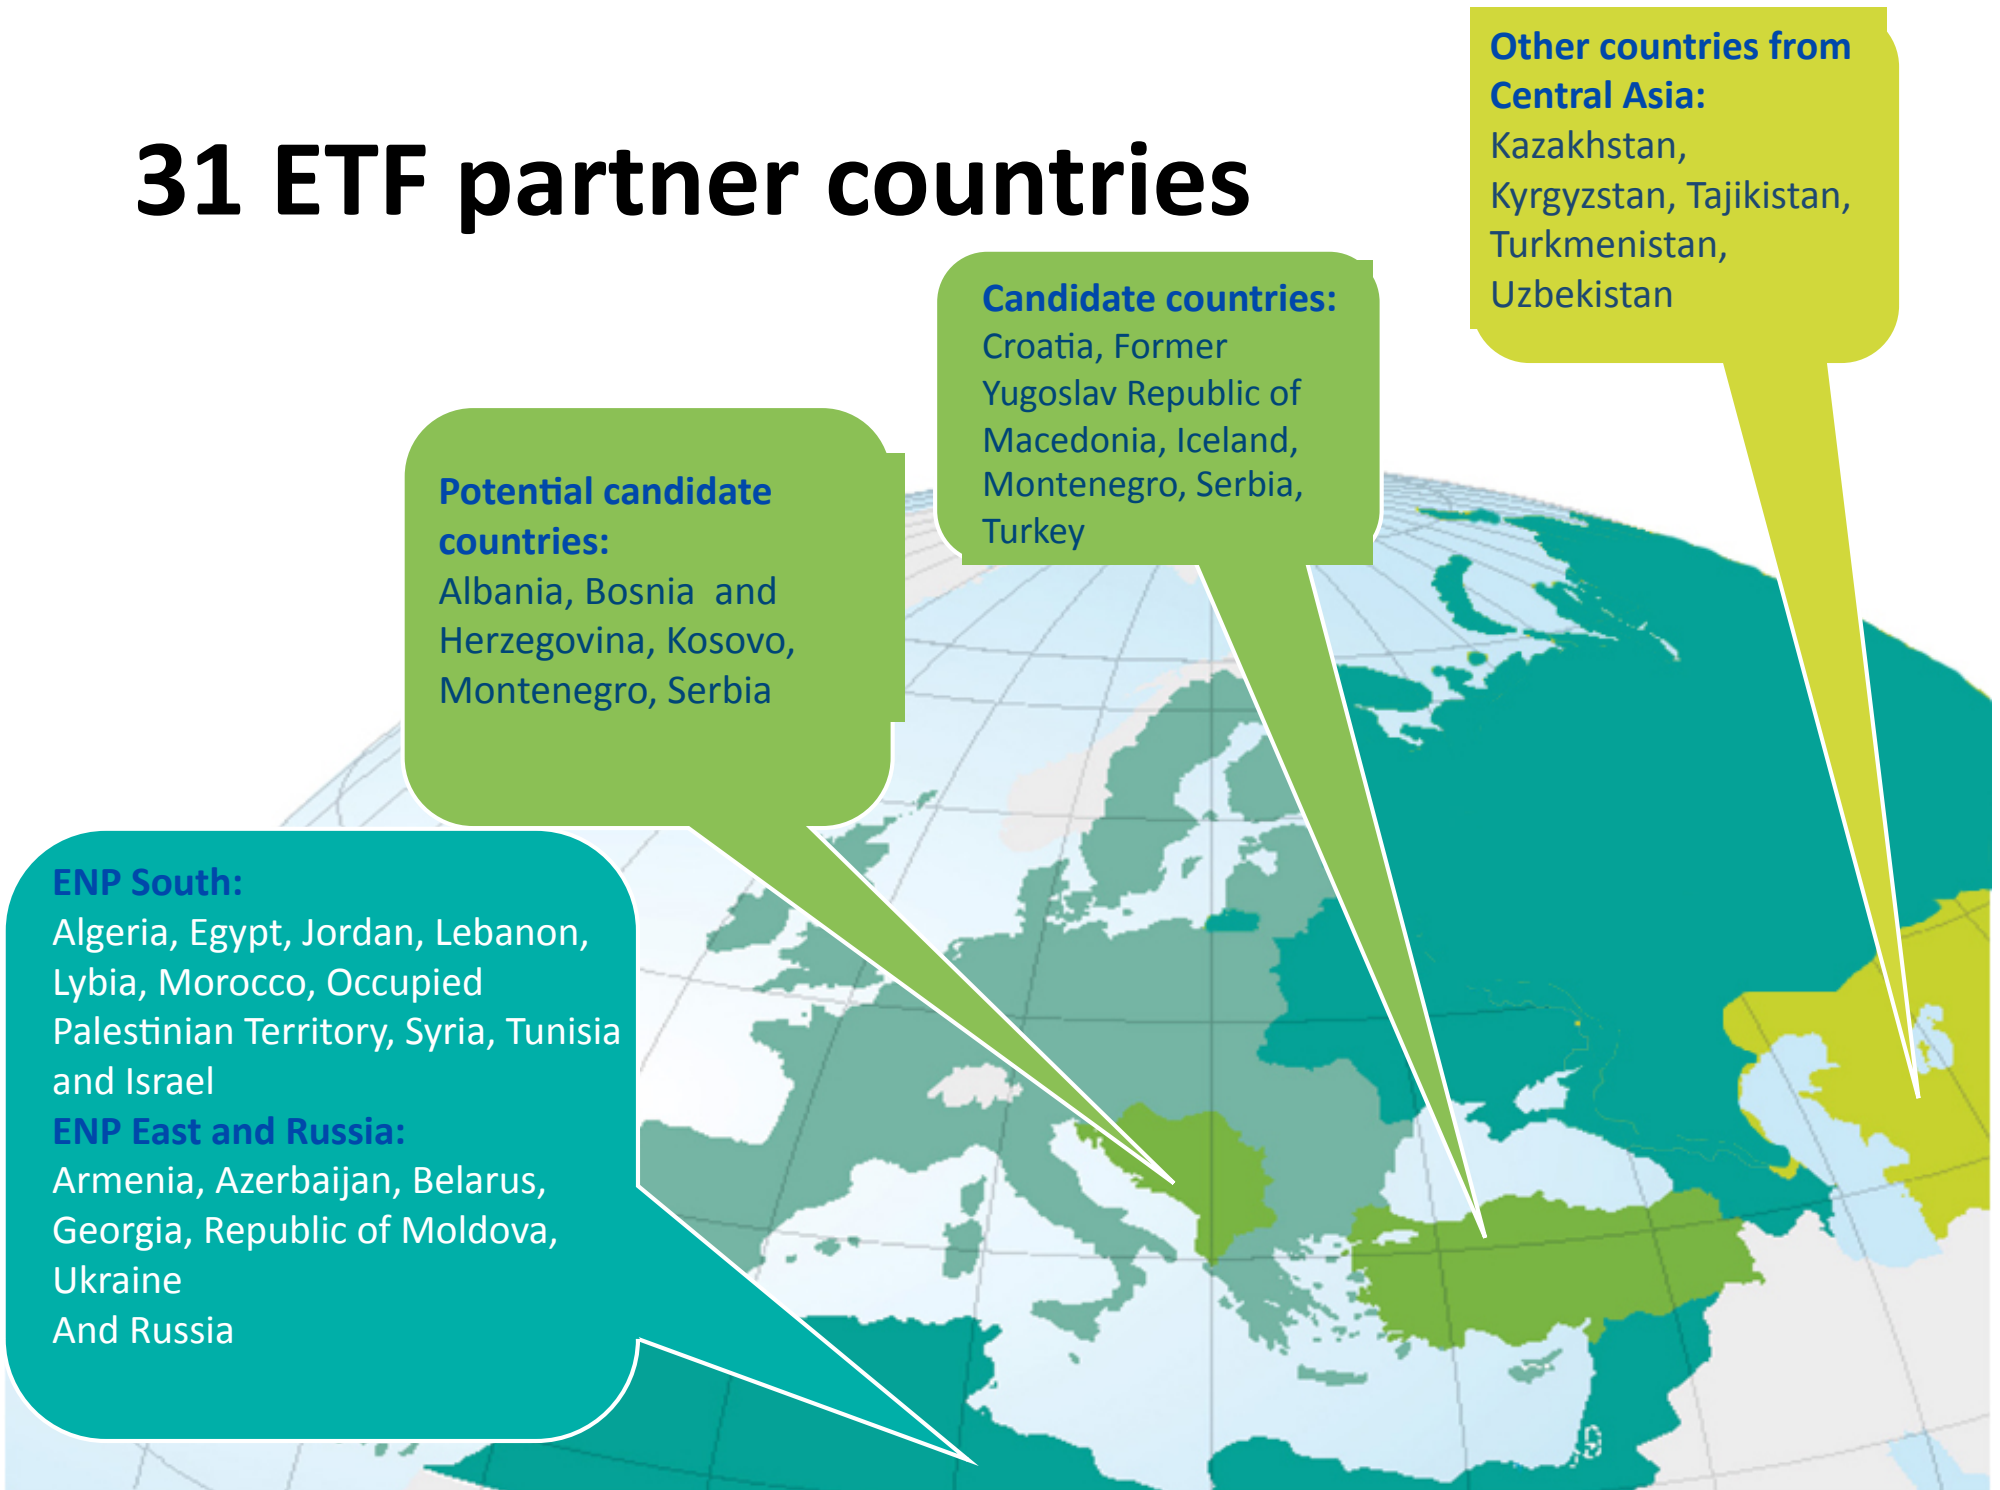 31 ETF partner countries
Other countries from
Central Asia:
Kazakhstan,
Kyrgyzstan, Tajikistan,
Turkmenistan,
Uzbekistan
Candidate countries:
Croatia, Former
Yugoslav Republic of
Macedonia, Iceland,
Montenegro, Serbia,
Turkey
Potential candidate
countries:
Albania, Bosnia  and
Herzegovina, Kosovo,
Montenegro, Serbia
ENP South:
Algeria, Egypt, Jordan, Lebanon,
Lybia, Morocco, Occupied
Palestinian Territory, Syria, Tunisia
and Israel
ENP East and Russia:
Armenia, Azerbaijan, Belarus,
Georgia, Republic of Moldova,
Ukraine
And Russia